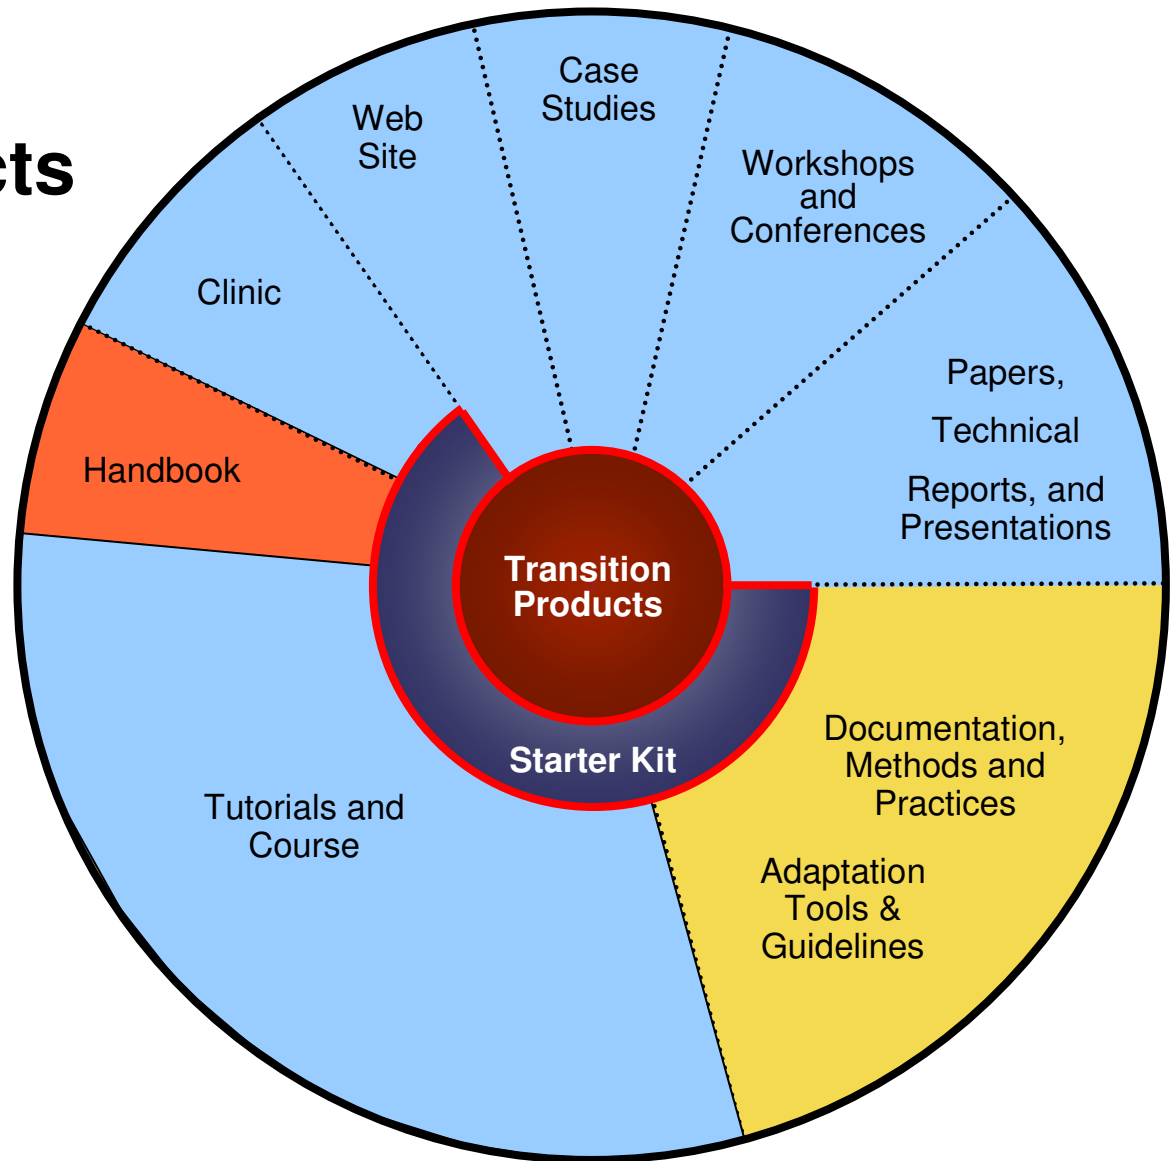 cts
Case
Studies
Web
Site
Workshops
and
Conferences
Clinic
Papers,
Technical
Reports, and
Presentations
Handbook
Transition
Products
Starter Kit
Documentation,
Methods and
Practices
Adaptation
Tools &
Guidelines
Tutorials and
Course